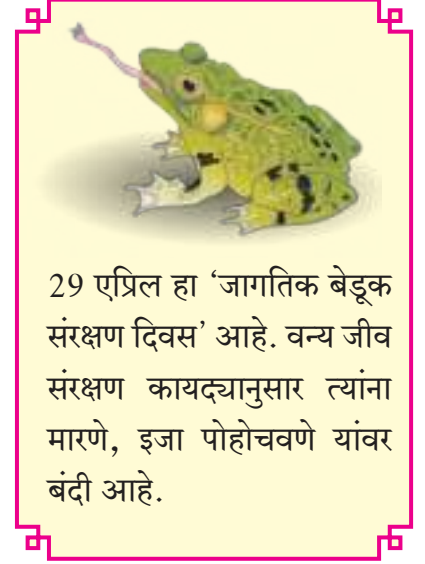 29 एप्रिल हा ‘जागतिक बेडूक
संरक्षण दिवस’ आहे. वन्य जीव
संरक्षण कायद्यानुसार त्यांना
मारणे, इजा पोहोचवणे यांवर
बंदी आहे.